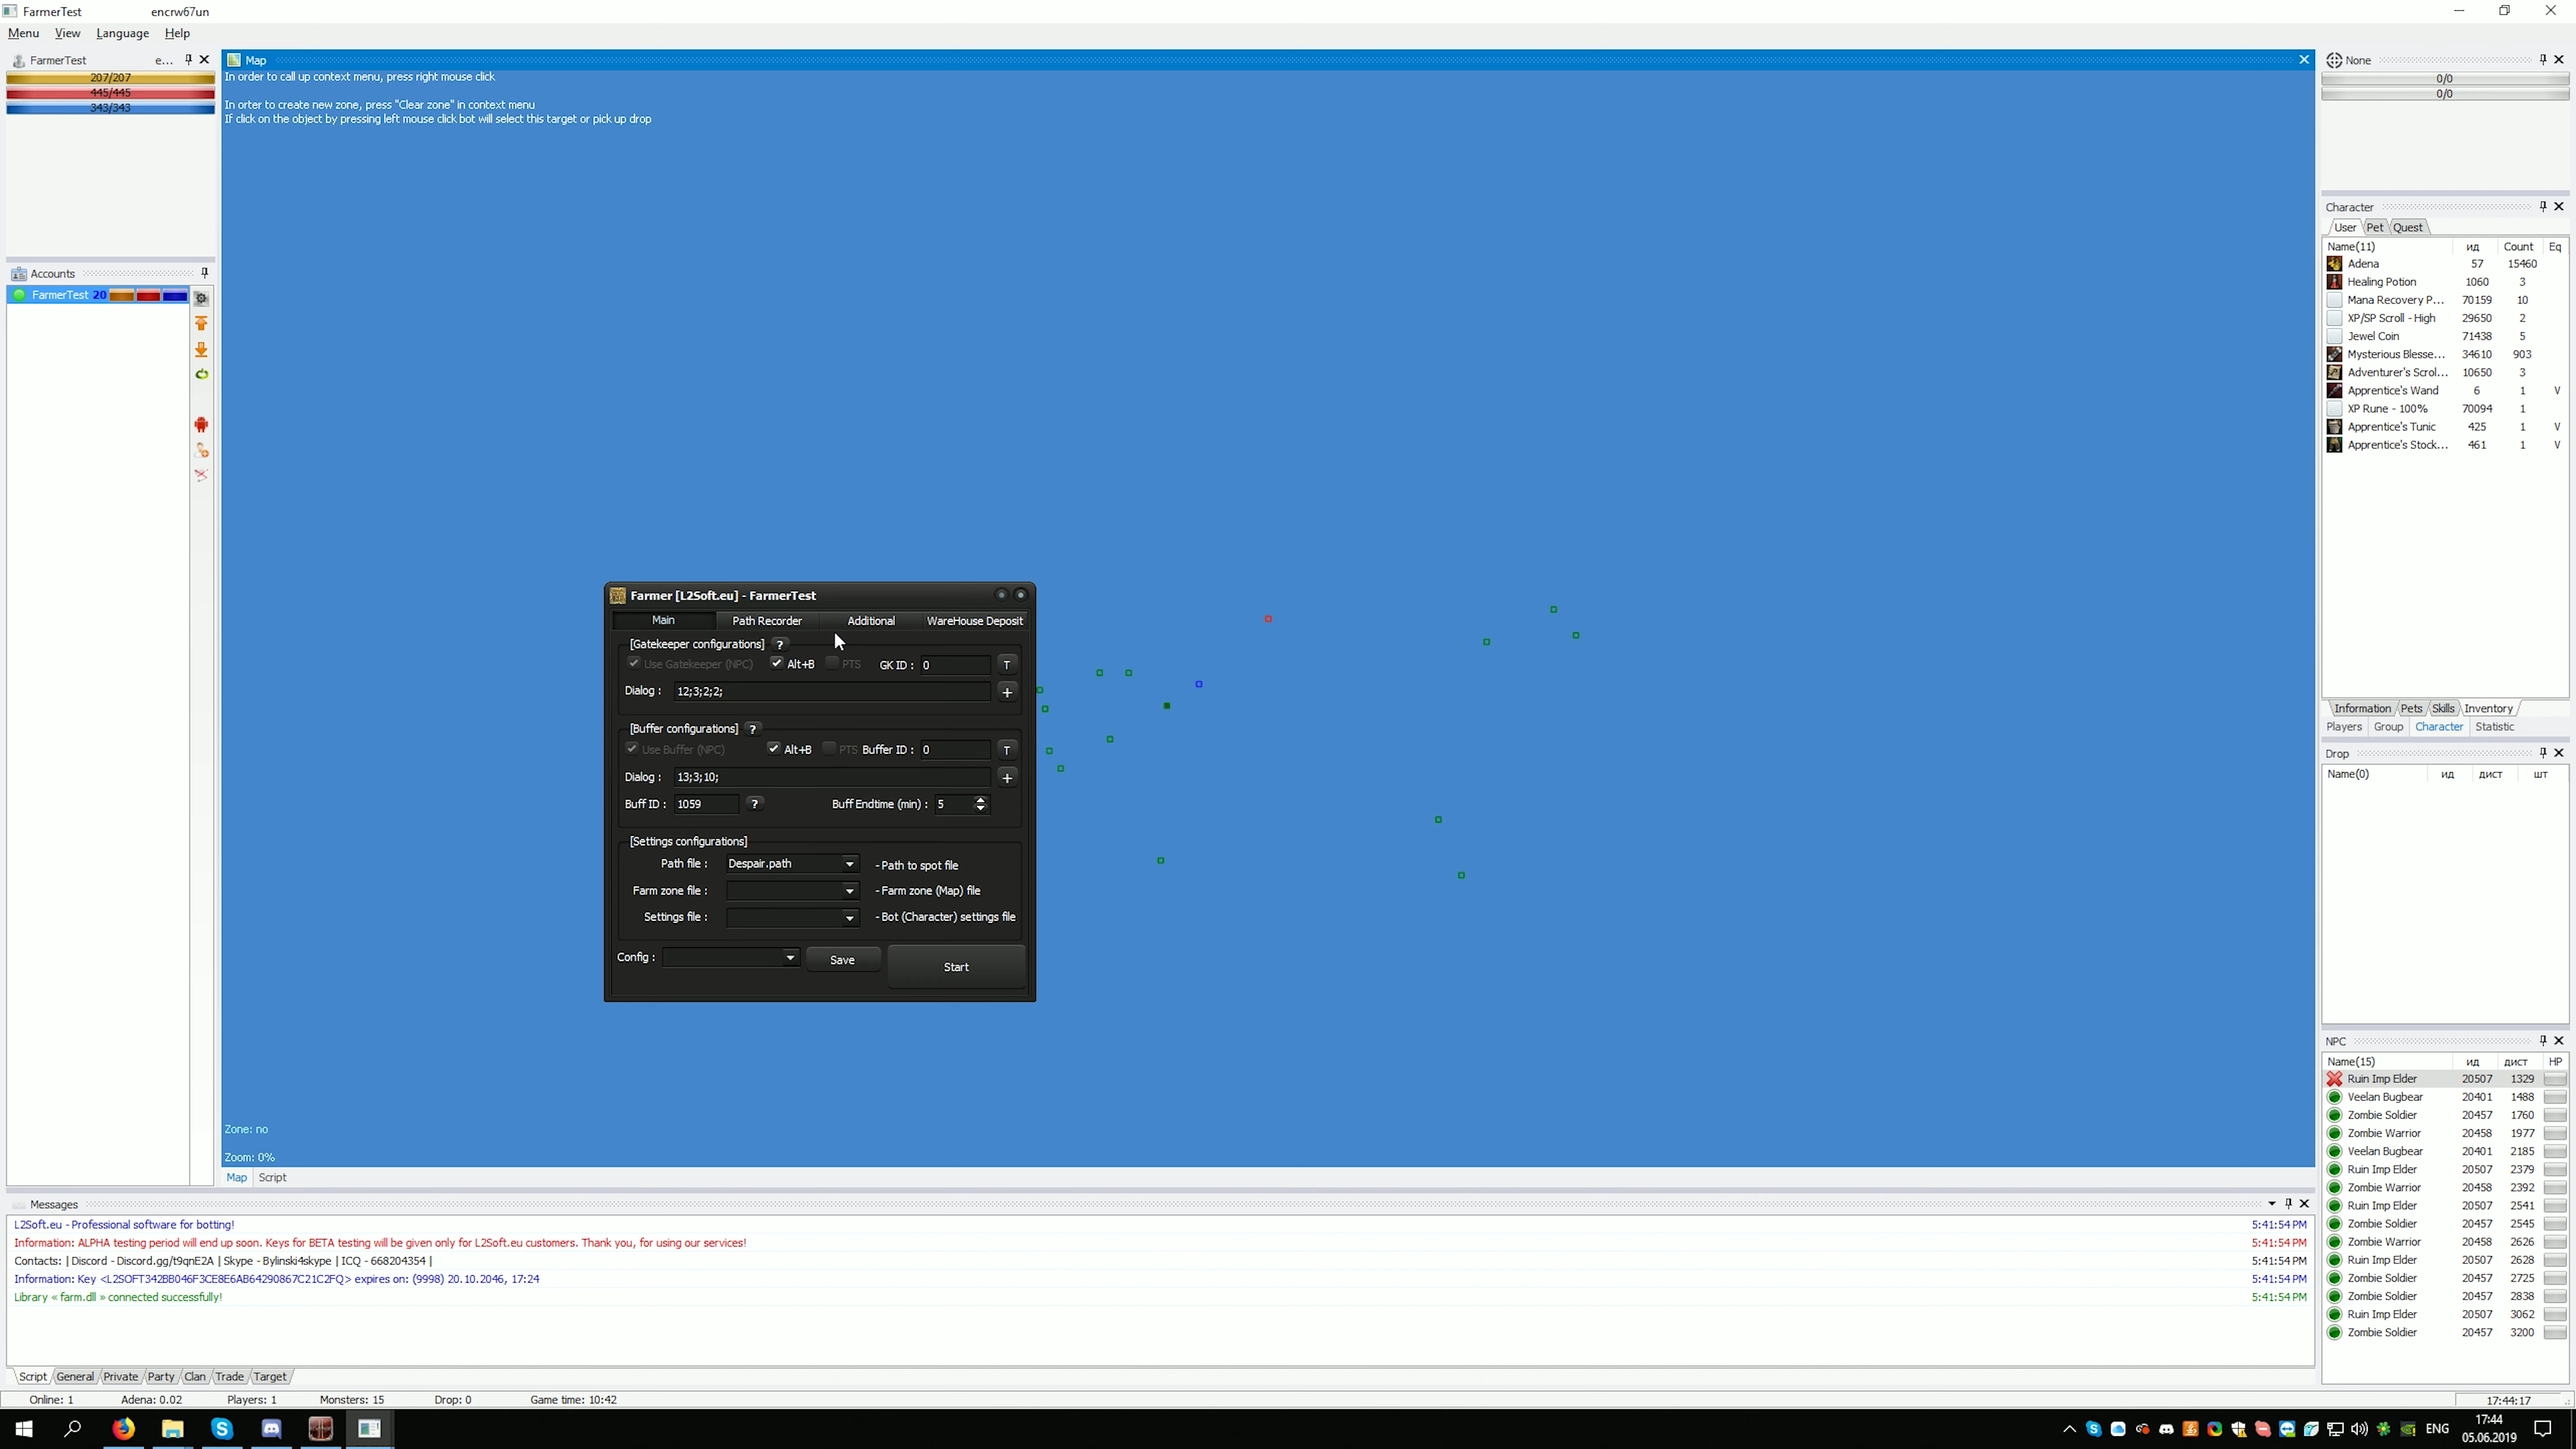 FarmerTest encrw67un
Menu View Language Help
FarmerTest e...
207/207
445/445
343/343
Accounts
FarmerTest 20
Map
In order to call up context menu, press right mouse click
In orter to create new zone, press "Clear zone" in context menu
If click on the object by pressing left mouse click bot will select this target or pick up drop
Farmer [L2Soft.eu] - FarmerTest
Main Path Recorder Additional WareHouse Deposit
[Gatekeeper configurations] ?
Use Gatekeeper (NPC) Alt+B PTS GK ID : 0 T
Dialog : 12;3;2;2; +
[Buffer configurations] ?
Use Buffer (NPC) Alt+B PTS Buffer ID : 0 T
Dialog : 13;3;10; +
Buff ID : 1059 ? Buff Endtime (min) : 5
[Settings configurations]
Path file : Despair.path - Path to spot file
Farm zone file : - Farm zone (Map) file
Settings file : - Bot (Character) settings file
Config : Save Start
Zone: no
Zoom: 0%
Map Script
Messages
L2Soft.eu - Professional software for botting! 5:41:54 PM
Information: ALPHA testing period will end up soon. Keys for BETA testing will be given only for L2Soft.eu customers. Thank you, for using our services! 5:41:54 PM
Contacts: | Discord - Discord.gg/t9qnE2A | Skype - Bylinski4skype | ICQ - 668204354 | 5:41:54 PM
Information: Key <L2SOFT342BB046F3CE8E6AB64290867C21C2FQ> expires on: (9998) 20.10.2046, 17:24 5:41:54 PM
Library « farm.dll » connected successfully! 5:41:54 PM
Script General Private Party Clan Trade Target
Online: 1 Adena: 0.02 Players: 1 Monsters: 15 Drop: 0 Game time: 10:42 17:44:17
None
0/0
0/0
Character
User Pet Quest
Name(11) ид Count Eq
Adena 57 15460
Healing Potion 1060 3
Mana Recovery P... 70159 10
XP/SP Scroll - High 29650 2
Jewel Coin 71438 5
Mysterious Blesse... 34610 903
Adventurer's Scrol... 10650 3
Apprentice's Wand 6 1 V
XP Rune - 100% 70094 1
Apprentice's Tunic 425 1 V
Apprentice's Stock... 461 1 V
Information Pets Skills Inventory
Players Group Character Statistic
Drop
Name(0) ид дист шт
NPC
Name(15) ид дист HP
Ruin Imp Elder 20507 1329
Veelan Bugbear 20401 1488
Zombie Soldier 20457 1760
Zombie Warrior 20458 1977
Veelan Bugbear 20401 2185
Ruin Imp Elder 20507 2379
Zombie Warrior 20458 2392
Ruin Imp Elder 20507 2541
Zombie Soldier 20457 2545
Zombie Warrior 20458 2626
Ruin Imp Elder 20507 2628
Zombie Soldier 20457 2725
Zombie Soldier 20457 2838
Ruin Imp Elder 20507 3062
Zombie Soldier 20457 3200
ENG 17:44
05.06.2019